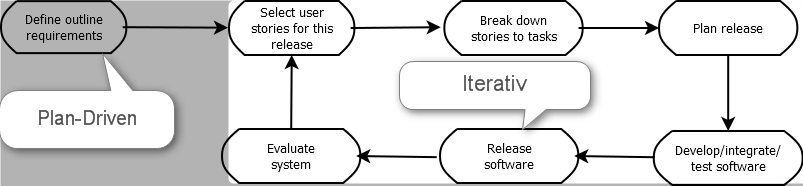 Define outline
requirements
Select user
stories for this
release
Break down
stories to tasks
Plan release
Plan-Driven
Iterativ
Evaluate
system
Release
software
Develop/integrate/
test software